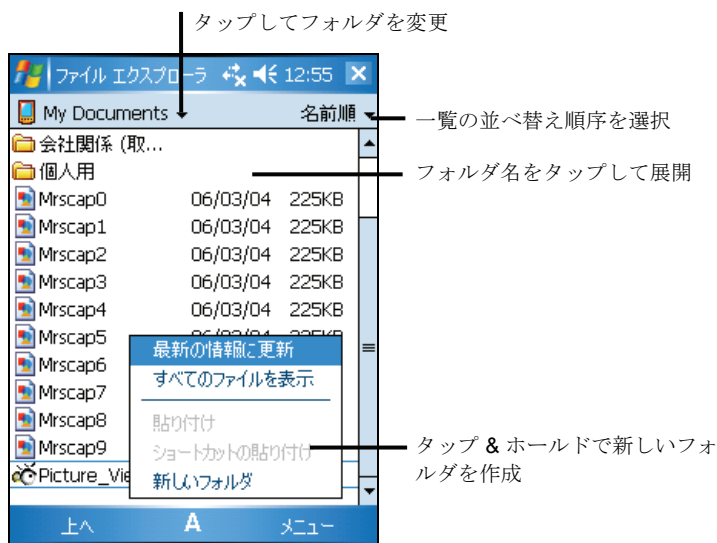 タップしてフォルダを変更
ファイル エクスプローラ 12:55
My Documents 名前順
一覧の並べ替え順序を選択
会社関係 (取...
個人用
フォルダ名をタップして展開
Mrscap0 06/03/04 225KB
Mrscap1 06/03/04 225KB
Mrscap2 06/03/04 225KB
Mrscap3 06/03/04 225KB
Mrscap4 06/03/04 225KB
Mrscap5 06/03/04 225KB
Mrscap6
Mrscap7
Mrscap8
Mrscap9
Picture_Vie
最新の情報に更新
すべてのファイルを表示
貼り付け
ショートカットの貼り付け
新しいフォルダ
タップ & ホールドで新しいフォ
ルダを作成
上へ A メニュー